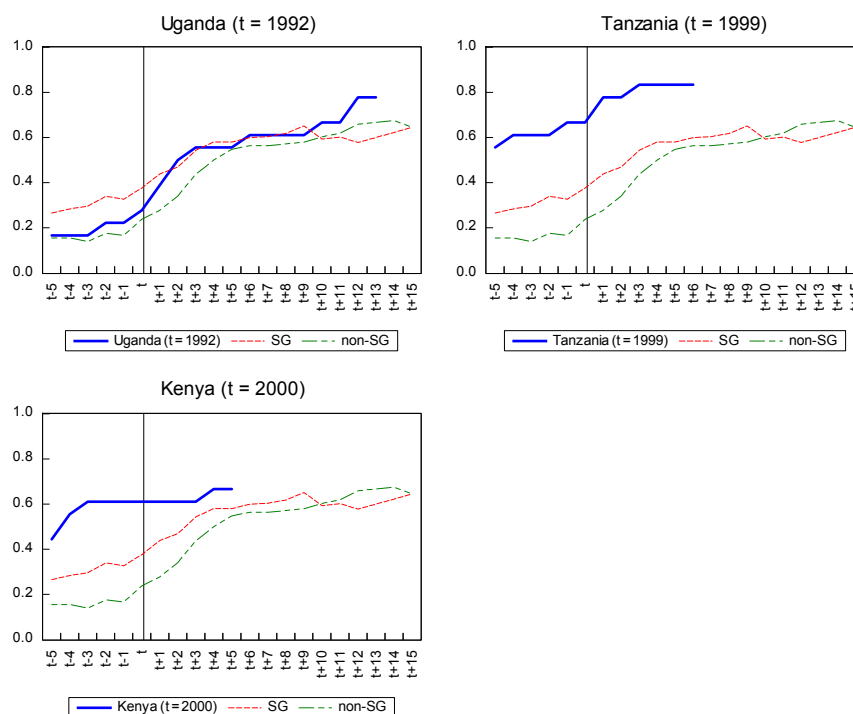 Uganda (t = 1992)
1.0
0.8
0.6
0.4
0.2
0.0
t-5 t-4 t-3 t-2 t-1 t t+1 t+2 t+3 t+4 t+5 t+6 t+7 t+8 t+9 t+10 t+11 t+12 t+13 t+14 t+15
Uganda (t = 1992) SG non-SG
Tanzania (t = 1999)
1.0
0.8
0.6
0.4
0.2
0.0
t-5 t-4 t-3 t-2 t-1 t t+1 t+2 t+3 t+4 t+5 t+6 t+7 t+8 t+9 t+10 t+11 t+12 t+13 t+14 t+15
Tanzania (t = 1999) SG non-SG
Kenya (t = 2000)
1.0
0.8
0.6
0.4
0.2
0.0
t-5 t-4 t-3 t-2 t-1 t t+1 t+2 t+3 t+4 t+5 t+6 t+7 t+8 t+9 t+10 t+11 t+12 t+13 t+14 t+15
Kenya (t = 2000) SG non-SG